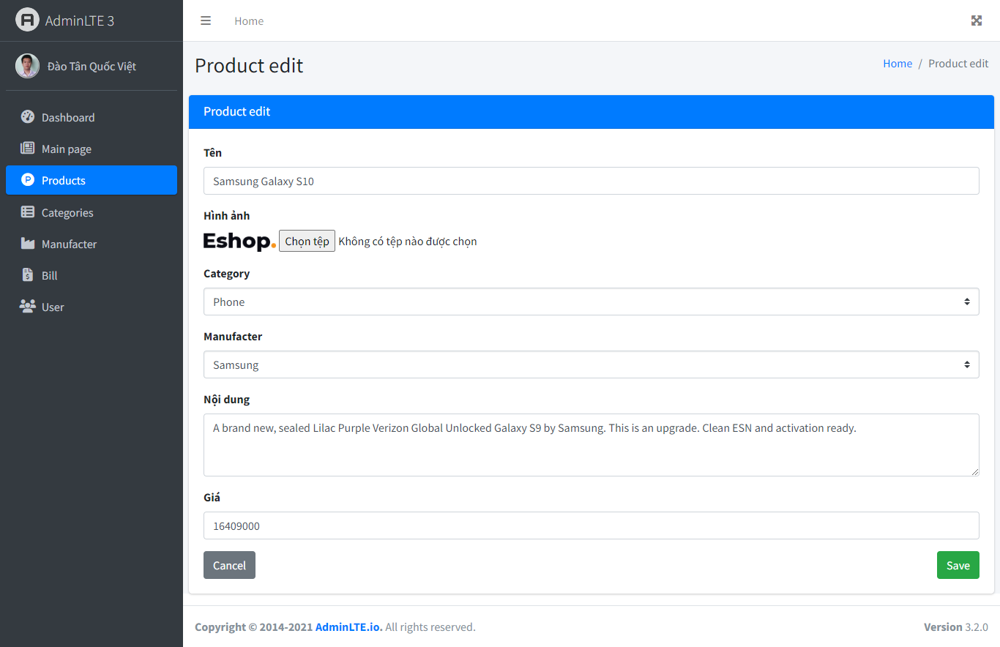 AdminLTE 3
Home
Đào Tân Quốc Việt
Product edit
Home / Product edit
Dashboard
Main page
Products
Categories
Manufacter
Bill
User
Product edit
Tên
Samsung Galaxy S10
Hình ảnh
Eshop. Chọn tệp Không có tệp nào được chọn
Category
Phone
Manufacter
Samsung
Nội dung
A brand new, sealed Lilac Purple Verizon Global Unlocked Galaxy S9 by Samsung. This is an upgrade. Clean ESN and activation ready.
Giá
16409000
Cancel
Save
Copyright © 2014-2021 AdminLTE.io. All rights reserved.
Version 3.2.0